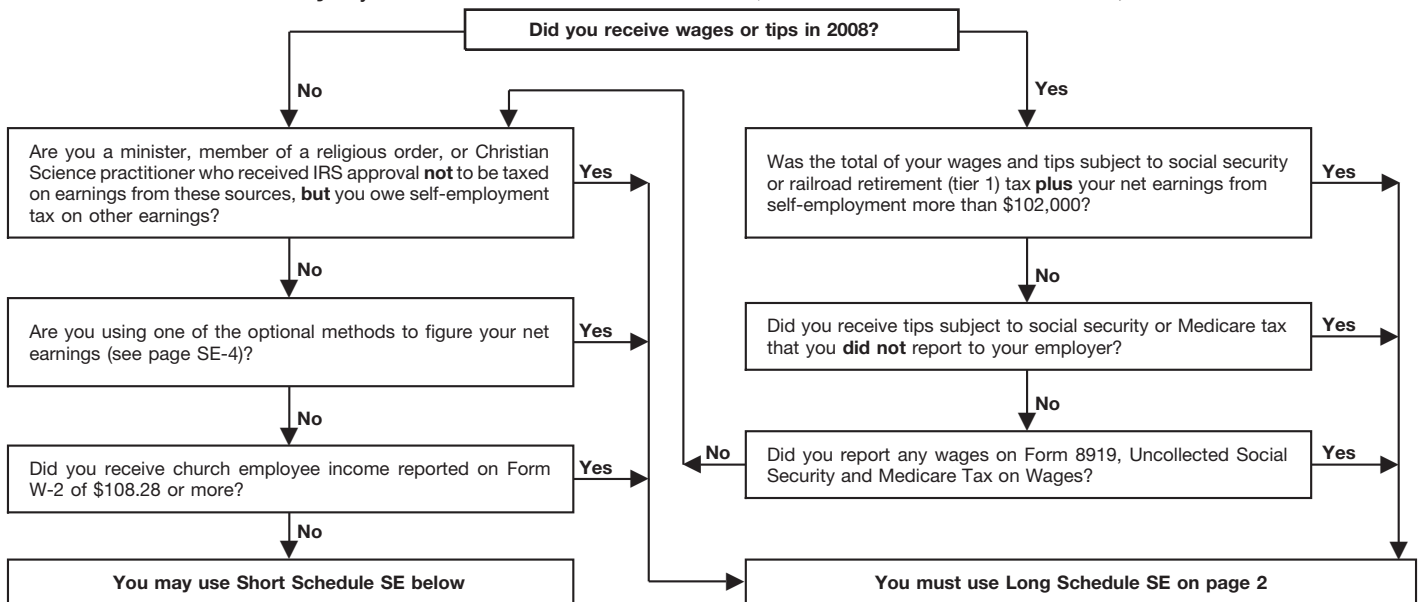 Did you receive wages or tips in 2008?
No
Yes
Are you a minister, member of a religious order, or Christian
Science practitioner who received IRS approval not to be taxed
on earnings from these sources, but you owe self-employment
tax on other earnings?
Yes
No
Are you using one of the optional methods to figure your net
earnings (see page SE-4)?
Yes
No
Did you receive church employee income reported on Form
W-2 of $108.28 or more?
Yes
No
You may use Short Schedule SE below
Was the total of your wages and tips subject to social security
or railroad retirement (tier 1) tax plus your net earnings from
self-employment more than $102,000?
Yes
No
Did you receive tips subject to social security or Medicare tax
that you did not report to your employer?
Yes
No
No
Did you report any wages on Form 8919, Uncollected Social
Security and Medicare Tax on Wages?
Yes
You must use Long Schedule SE on page 2